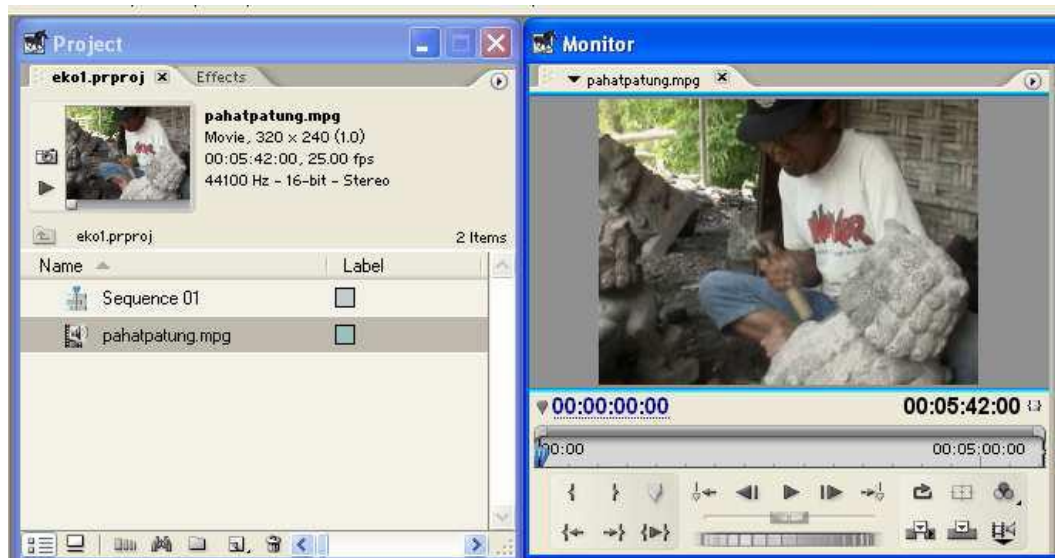 Project
eko1.prproj
Effects
pahatpatung.mpg
Movie, 320 x 240 (1.0)
00:05:42:00, 25.00 fps
44100 Hz - 16-bit - Stereo
eko1.prproj
2 Items
Name
Label
Sequence 01
pahatpatung.mpg
Monitor
pahatpatung.mpg
00:00:00:00
00:05:42:00
00:00
00:05:00:00